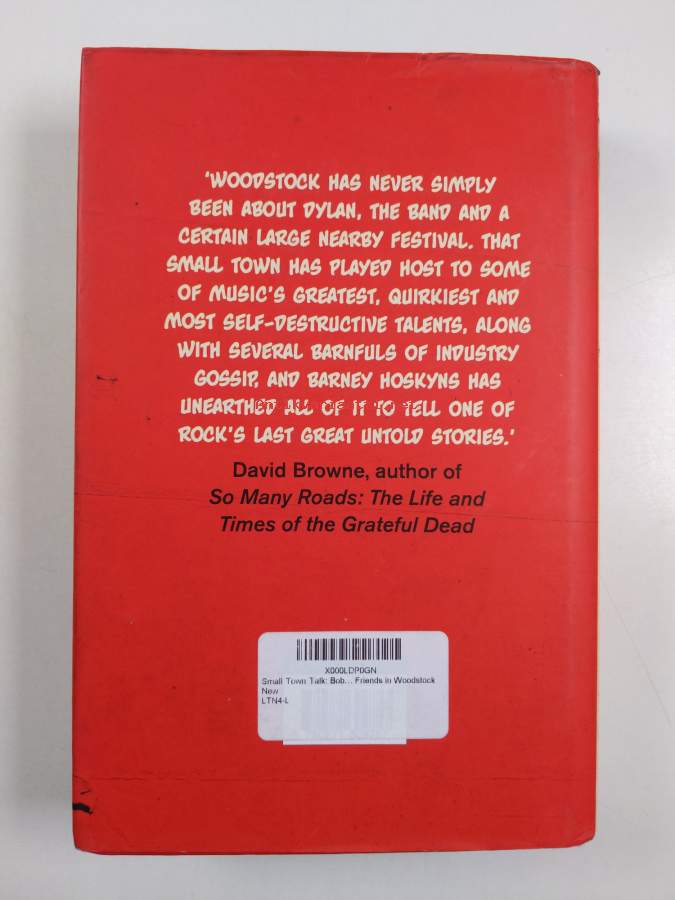 'WOODSTOCK HAS NEVER SIMPLY
BEEN ABOUT DYLAN, THE BAND AND A
CERTAIN LARGE NEARBY FESTIVAL. THAT
SMALL TOWN HAS PLAYED HOST TO SOME
OF MUSIC'S GREATEST, QUIRKIEST AND
MOST SELF-DESTRUCTIVE TALENTS, ALONG
WITH SEVERAL BARNFULS OF INDUSTRY
GOSSIP, AND BARNEY HOSKYNS HAS
UNEARTHED ALL OF IT TO TELL ONE OF
ROCK'S LAST GREAT UNTOLD STORIES.'
David Browne, author of
So Many Roads: The Life and
Times of the Grateful Dead
X000LDP0GN
Small Town Talk: Bob... Friends in Woodstock
New
LTN4-L